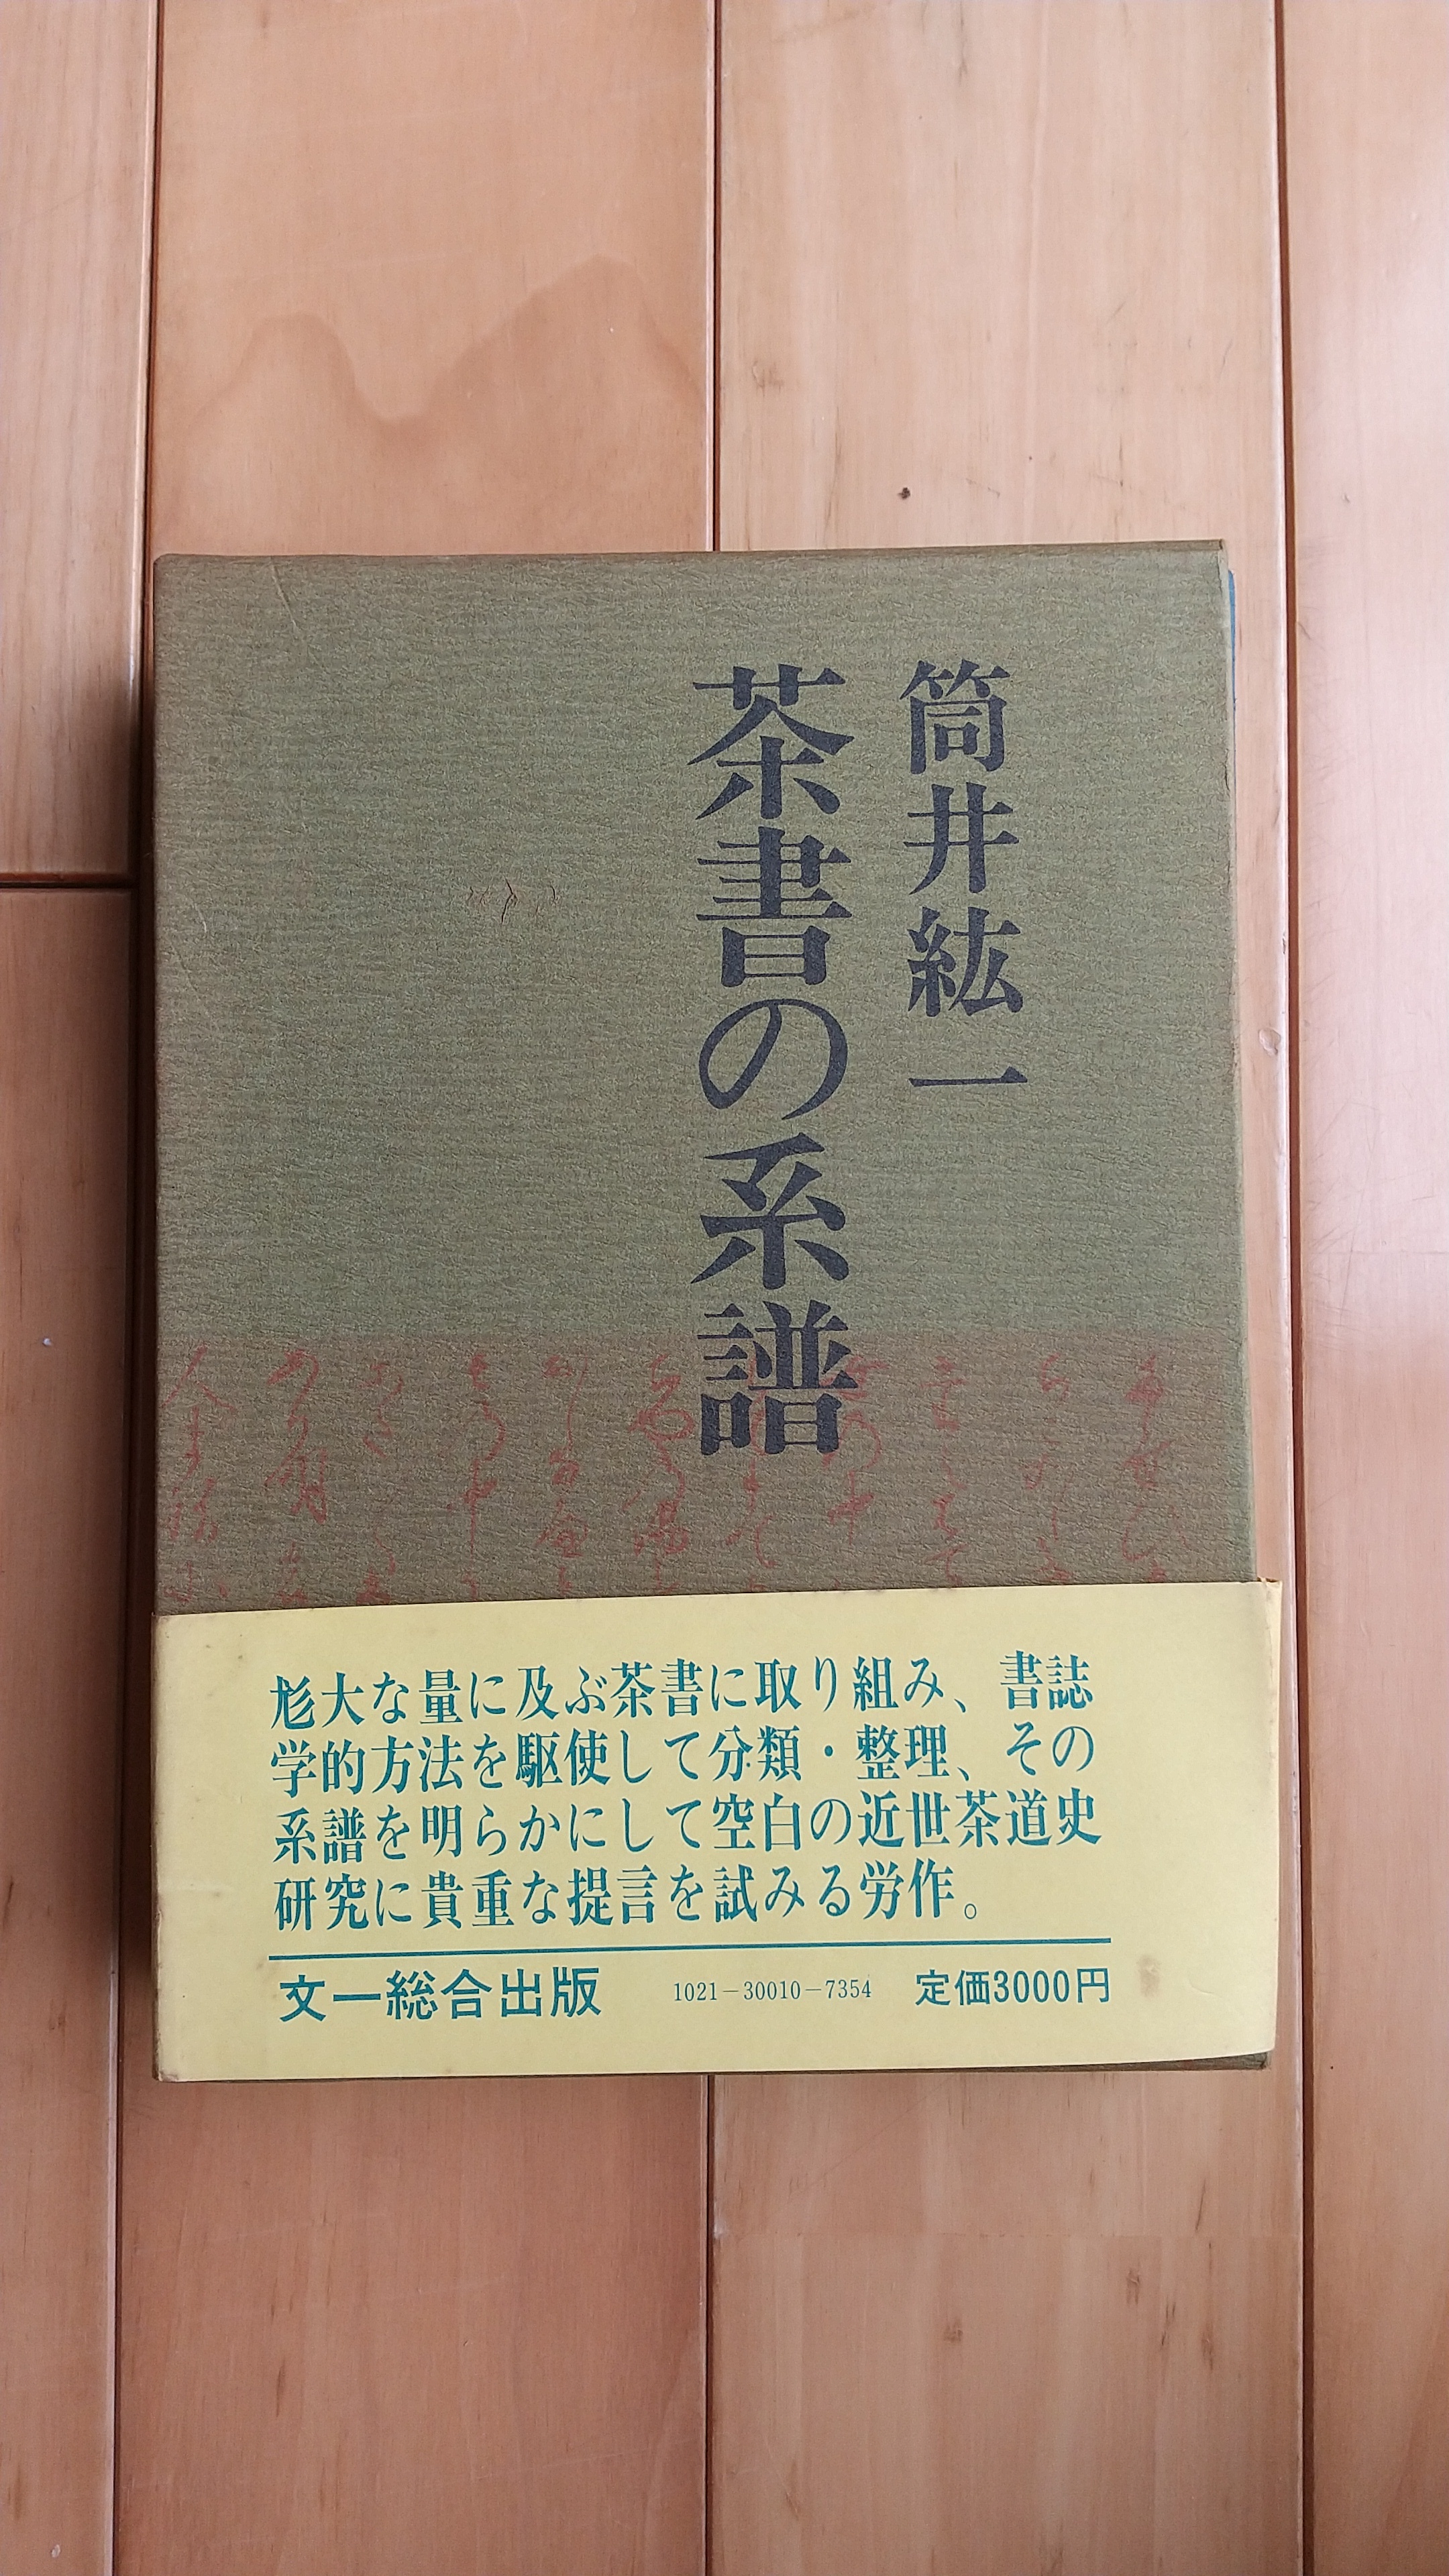 筒井紘一
茶書の系譜
尨大な量に及ぶ茶書に取り組み、書誌
学的方法を駆使して分類・整理、その
系譜を明らかにして空白の近世茶道史
研究に貴重な提言を試みる労作。
文一総合出版 1021-30010-7354 定価3000円